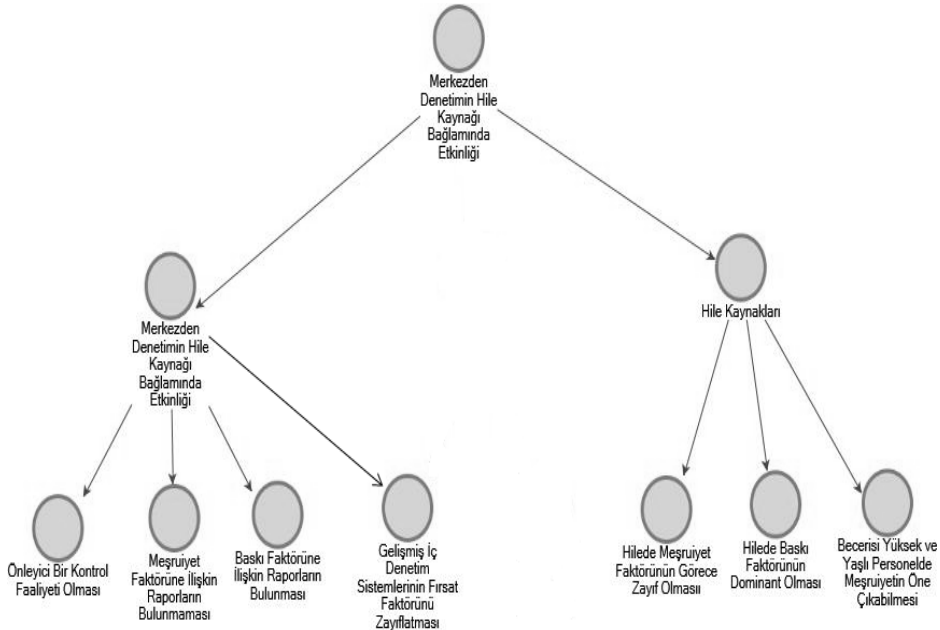 Merkezden
Denetimin Hile
Kaynağı
Bağlamında
Etkinliği
Merkezden
Denetimin Hile
Kaynağı
Bağlamında
Etkinliği
Hile Kaynakları
Önleyici Bir Kontrol
Faaliyeti Olması
Meşruiyet
Faktörüne İlişkin
Raporların
Bulunmaması
Baskı Faktörüne
İlişkin Raporların
Bulunması
Gelişmiş İç
Denetim
Sistemlerinin Fırsat
Faktörünü
Zayıflatması
Hilede Meşruiyet
Faktörünün Görece
Zayıf Olmasıı
Hilede Baskı
Faktörünün
Dominant Olması
Becerisi Yüksek ve
Yaşlı Personelde
Meşruiyetin Öne
Çıkabilmesi